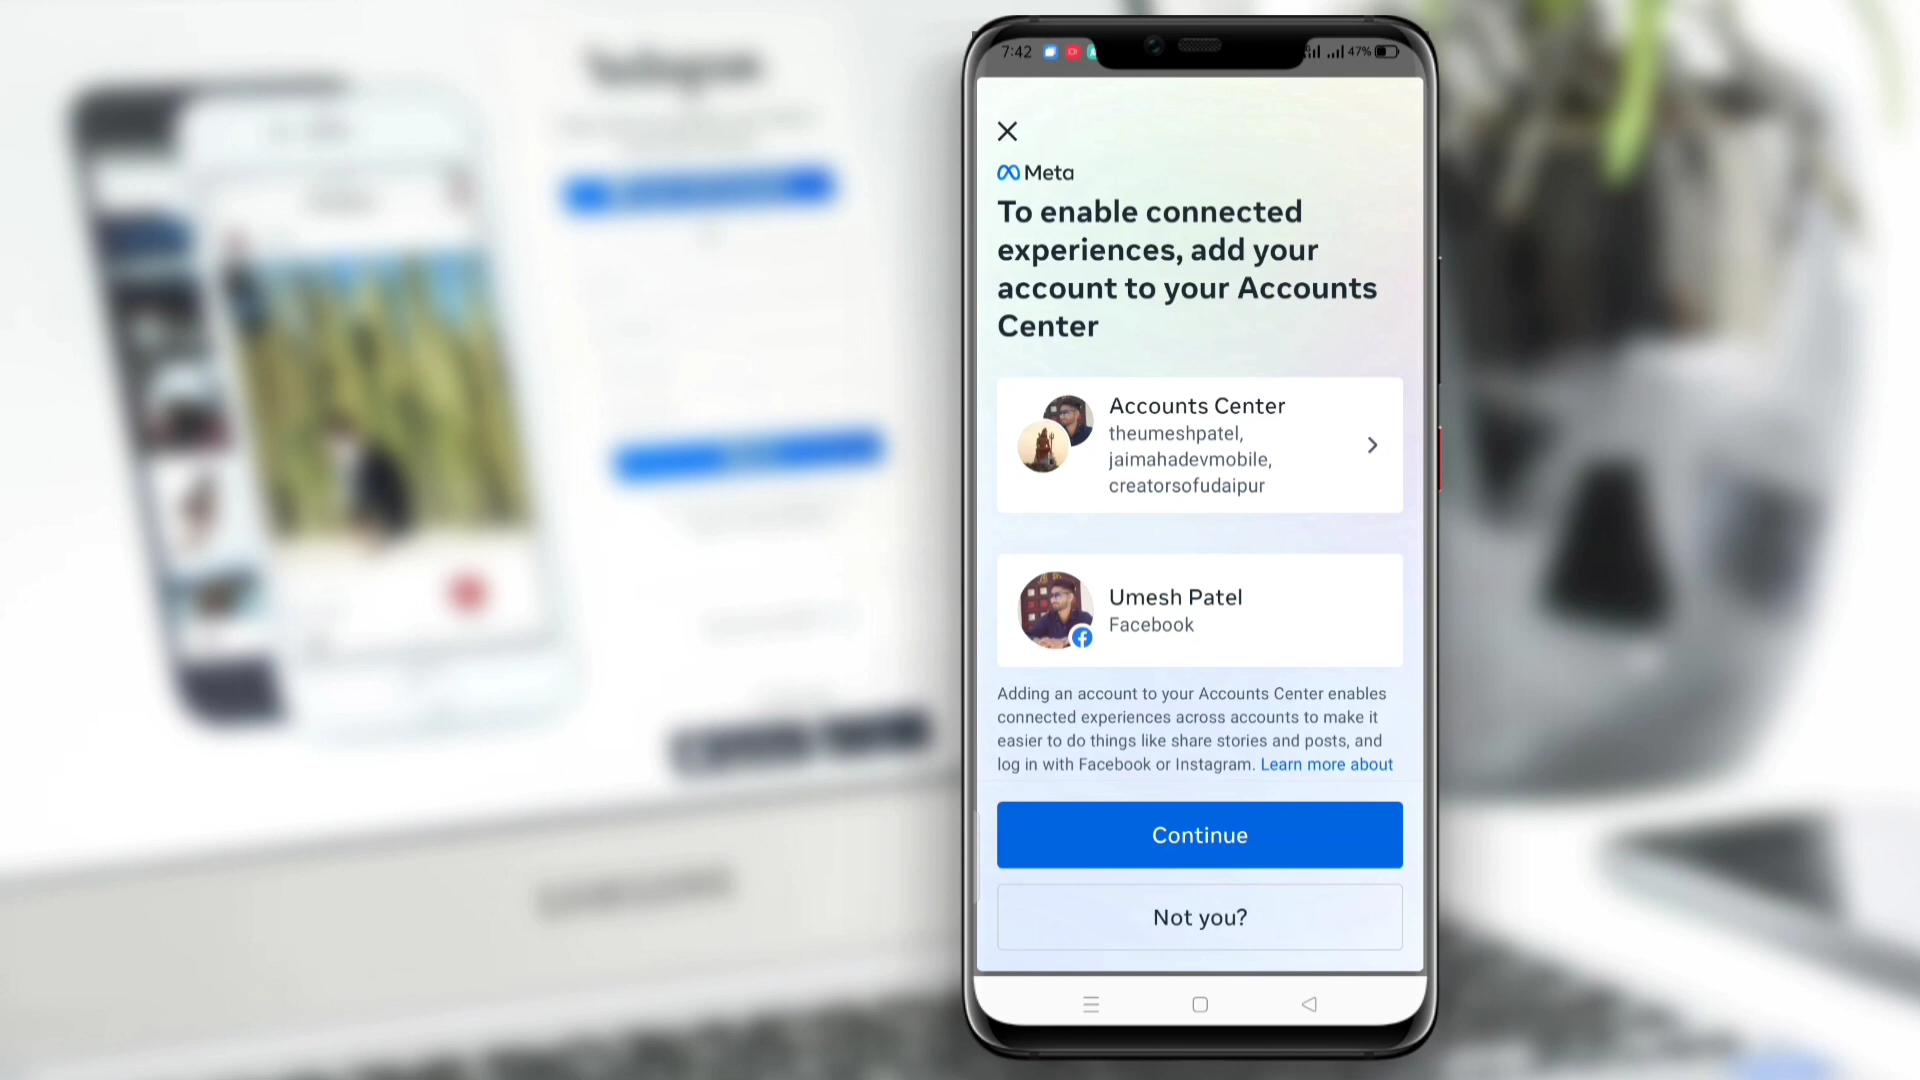 7:42
47%
Meta
To enable connected
experiences, add your
account to your Accounts
Center
Accounts Center
theumeshpatel,
jaimahadevmobile,
creatorsofudaipur
Umesh Patel
Facebook
Adding an account to your Accounts Center enables
connected experiences across accounts to make it
easier to do things like share stories and posts, and
log in with Facebook or Instagram. Learn more about
Continue
Not you?